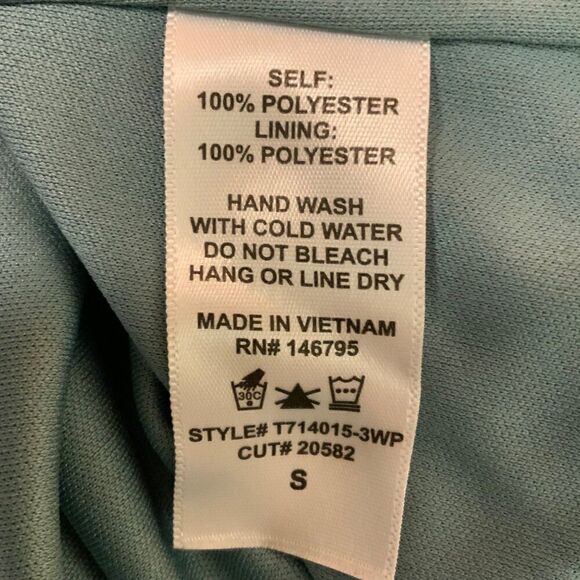 SELF:
100% POLYESTER
LINING:
100% POLYESTER
HAND WASH
WITH COLD WATER
DO NOT BLEACH
HANG OR LINE DRY
MADE IN VIETNAM
RN# 146795
30C
STYLE# T714015-3WP
CUT# 20582
S